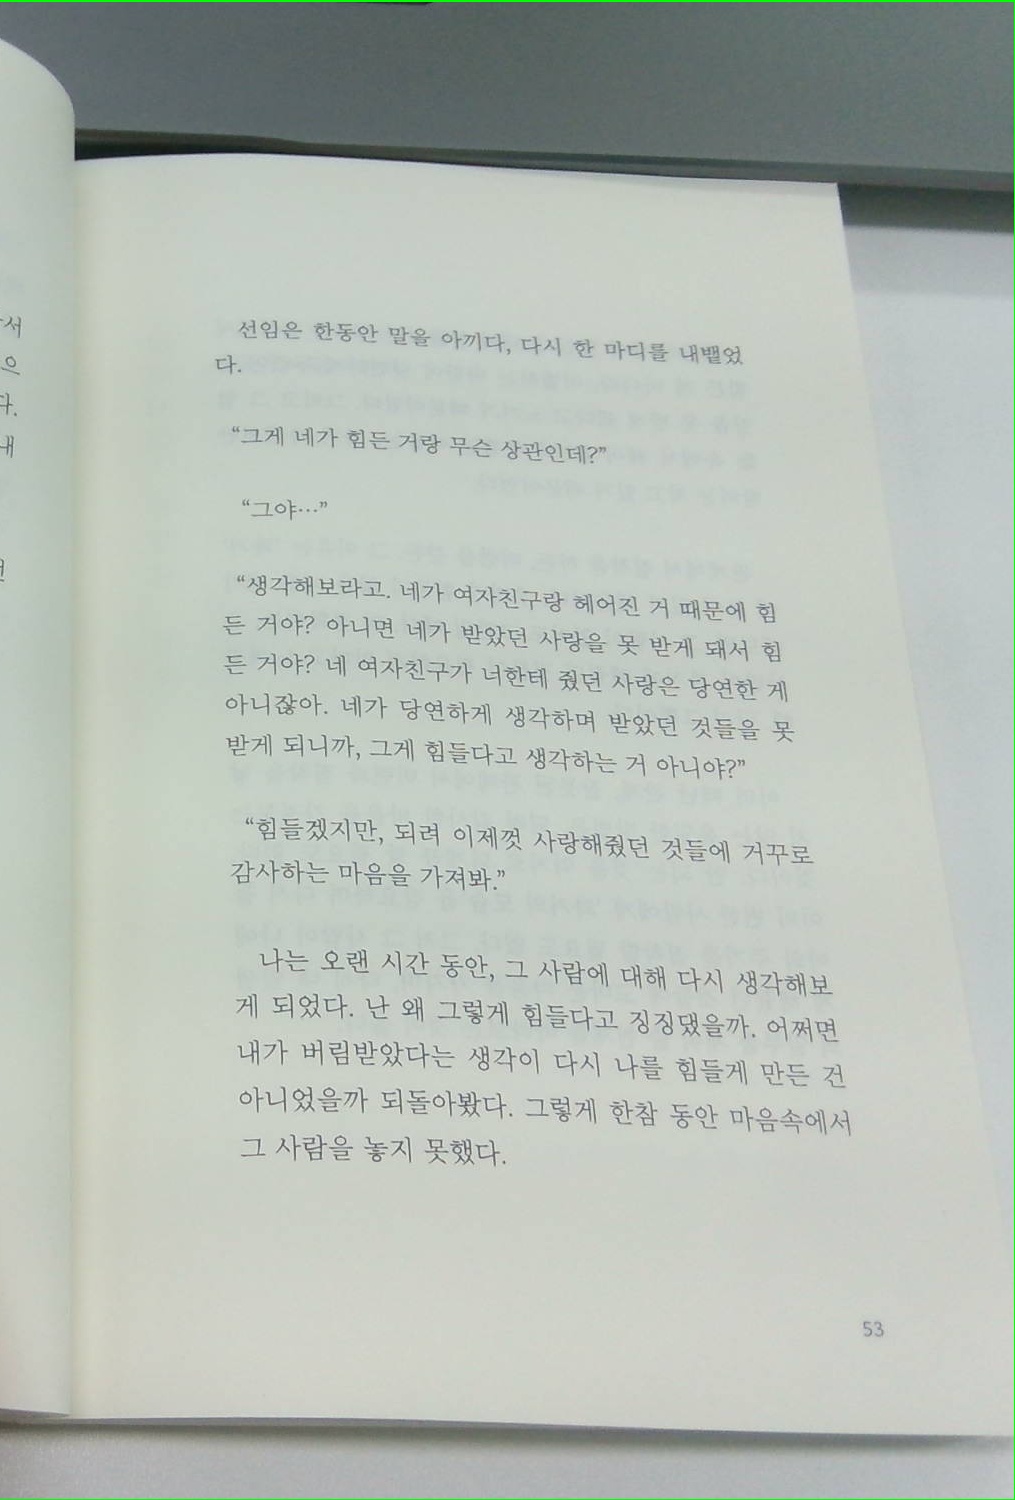 서
으
다.
내
선임은 한동안 말을 아끼다, 다시 한 마디를 내뱉었
다.
“그게 네가 힘든 거랑 무슨 상관인데?”
“그야…”
“생각해보라고. 네가 여자친구랑 헤어진 거 때문에 힘
든 거야? 아니면 네가 받았던 사랑을 못 받게 돼서 힘
든 거야? 네 여자친구가 너한테 줬던 사랑은 당연한 게
아니잖아. 네가 당연하게 생각하며 받았던 것들을 못
받게 되니까, 그게 힘들다고 생각하는 거 아니야?”
“힘들겠지만, 되려 이제껏 사랑해줬던 것들에 거꾸로
감사하는 마음을 가져봐.”
나는 오랜 시간 동안, 그 사람에 대해 다시 생각해보
게 되었다. 난 왜 그렇게 힘들다고 징징댔을까. 어쩌면
내가 버림받았다는 생각이 다시 나를 힘들게 만든 건
아니었을까 되돌아봤다. 그렇게 한참 동안 마음속에서
그 사람을 놓지 못했다.
53